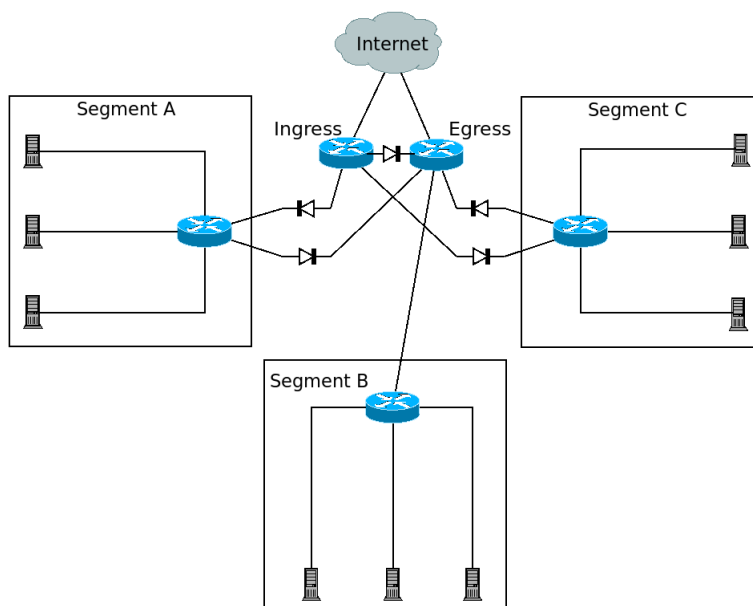 Internet
Segment A
Segment C
Ingress
Egress
Segment B